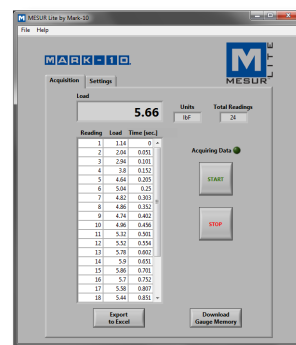 MESUR Lite by Mark-10
File Help
MARK-10
M
MESUR
LITE
Acquisition Settings
Load
5.66
Units
lbF
Total Readings
24
Reading Load Time [sec.]
1 1.14 0
2 2.04 0.051
3 2.94 0.101
4 3.8 0.152
5 4.64 0.205
6 5.04 0.25
7 4.82 0.303
8 4.86 0.352
9 4.74 0.402
10 4.96 0.456
11 5.32 0.501
12 5.52 0.554
13 5.78 0.602
14 5.9 0.651
15 5.86 0.701
16 5.7 0.752
17 5.58 0.807
18 5.44 0.851
Acquiring Data
START
STOP
Export
to Excel
Download
Gauge Memory